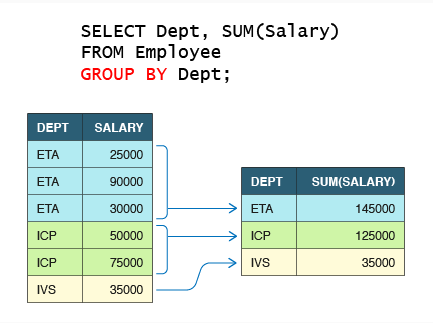 SELECT Dept, SUM(Salary)
FROM Employee
GROUP BY Dept;
DEPT SALARY
ETA 25000
ETA 90000
ETA 30000
ICP 50000
ICP 75000
IVS 35000
DEPT SUM(SALARY)
ETA 145000
ICP 125000
IVS 35000